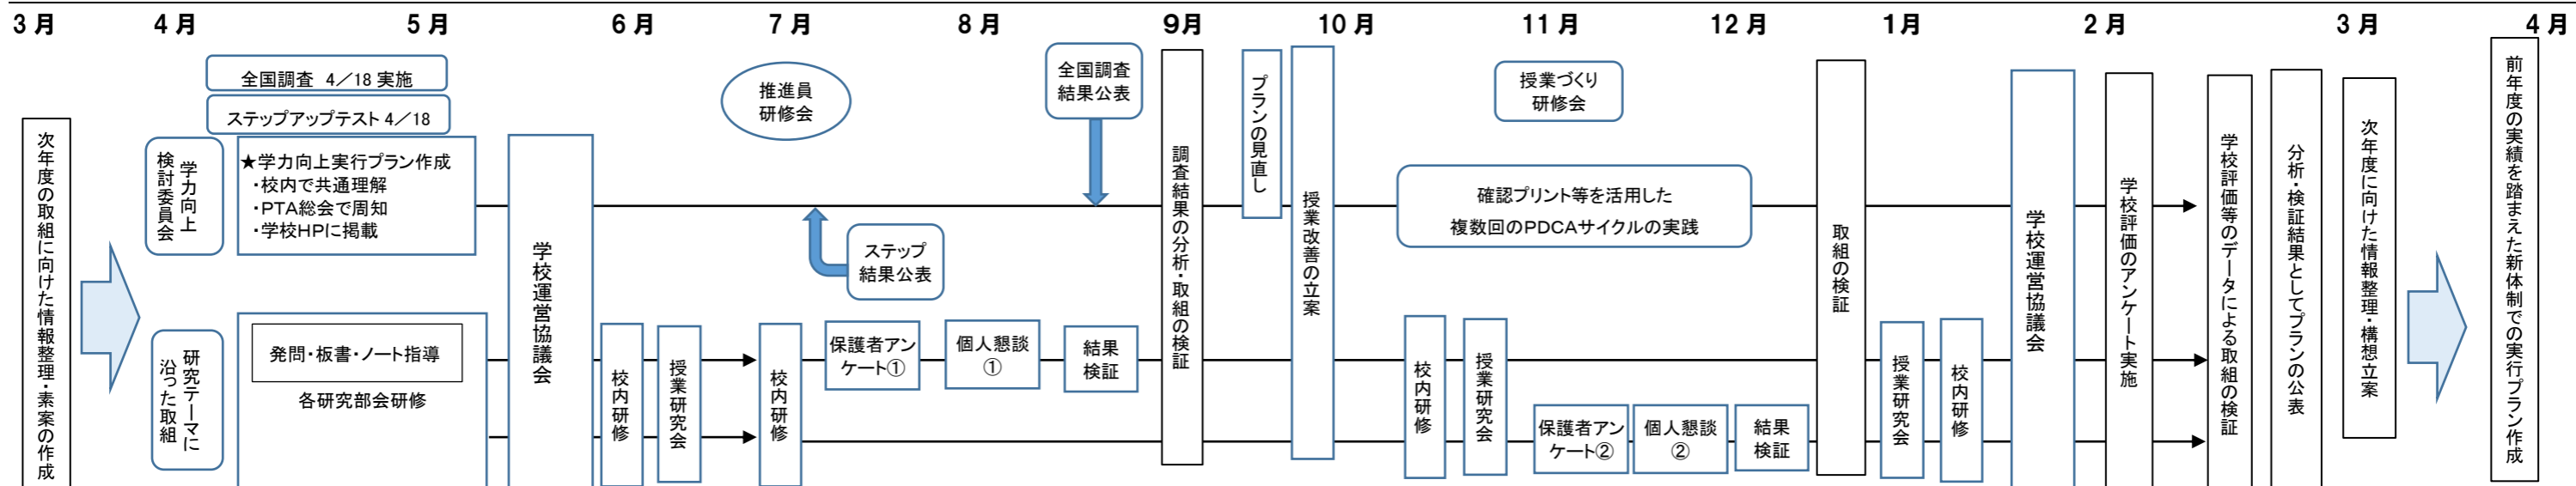 3月 4月 5月 6月 7月 8月 9月 10月 11月 12月 1月 2月 3月 4月
次年度の取組に向けた情報整理・素案の作成
全国調査 4／18 実施
ステップアップテスト 4／18
学力向上
検討委員会
★学力向上実行プラン作成
・校内で共通理解
・PTA総会で周知
・学校HPに掲載
研究テーマに
沿った取組
発問・板書・ノート指導
各研究部会研修
学校運営協議会
校内研修
授業研究会
推進員
研修会
ステップ
結果公表
校内研修
保護者アン
ケート①
個人懇談
①
結果
検証
全国調査
結果公表
調査結果の分析・取組の検証
プランの見直し
授業改善の立案
授業づくり
研修会
確認プリント等を活用した
複数回のPDCAサイクルの実践
校内研修
授業研究会
保護者アン
ケート②
個人懇談
②
結果
検証
取組の検証
授業研究会
校内研修
学校運営協議会
学校評価のアンケート実施
学校評価等のデータによる取組の検証
分析・検証結果としてプランの公表
次年度に向けた情報整理・構想立案
前年度の実績を踏まえた新体制での実行プラン作成